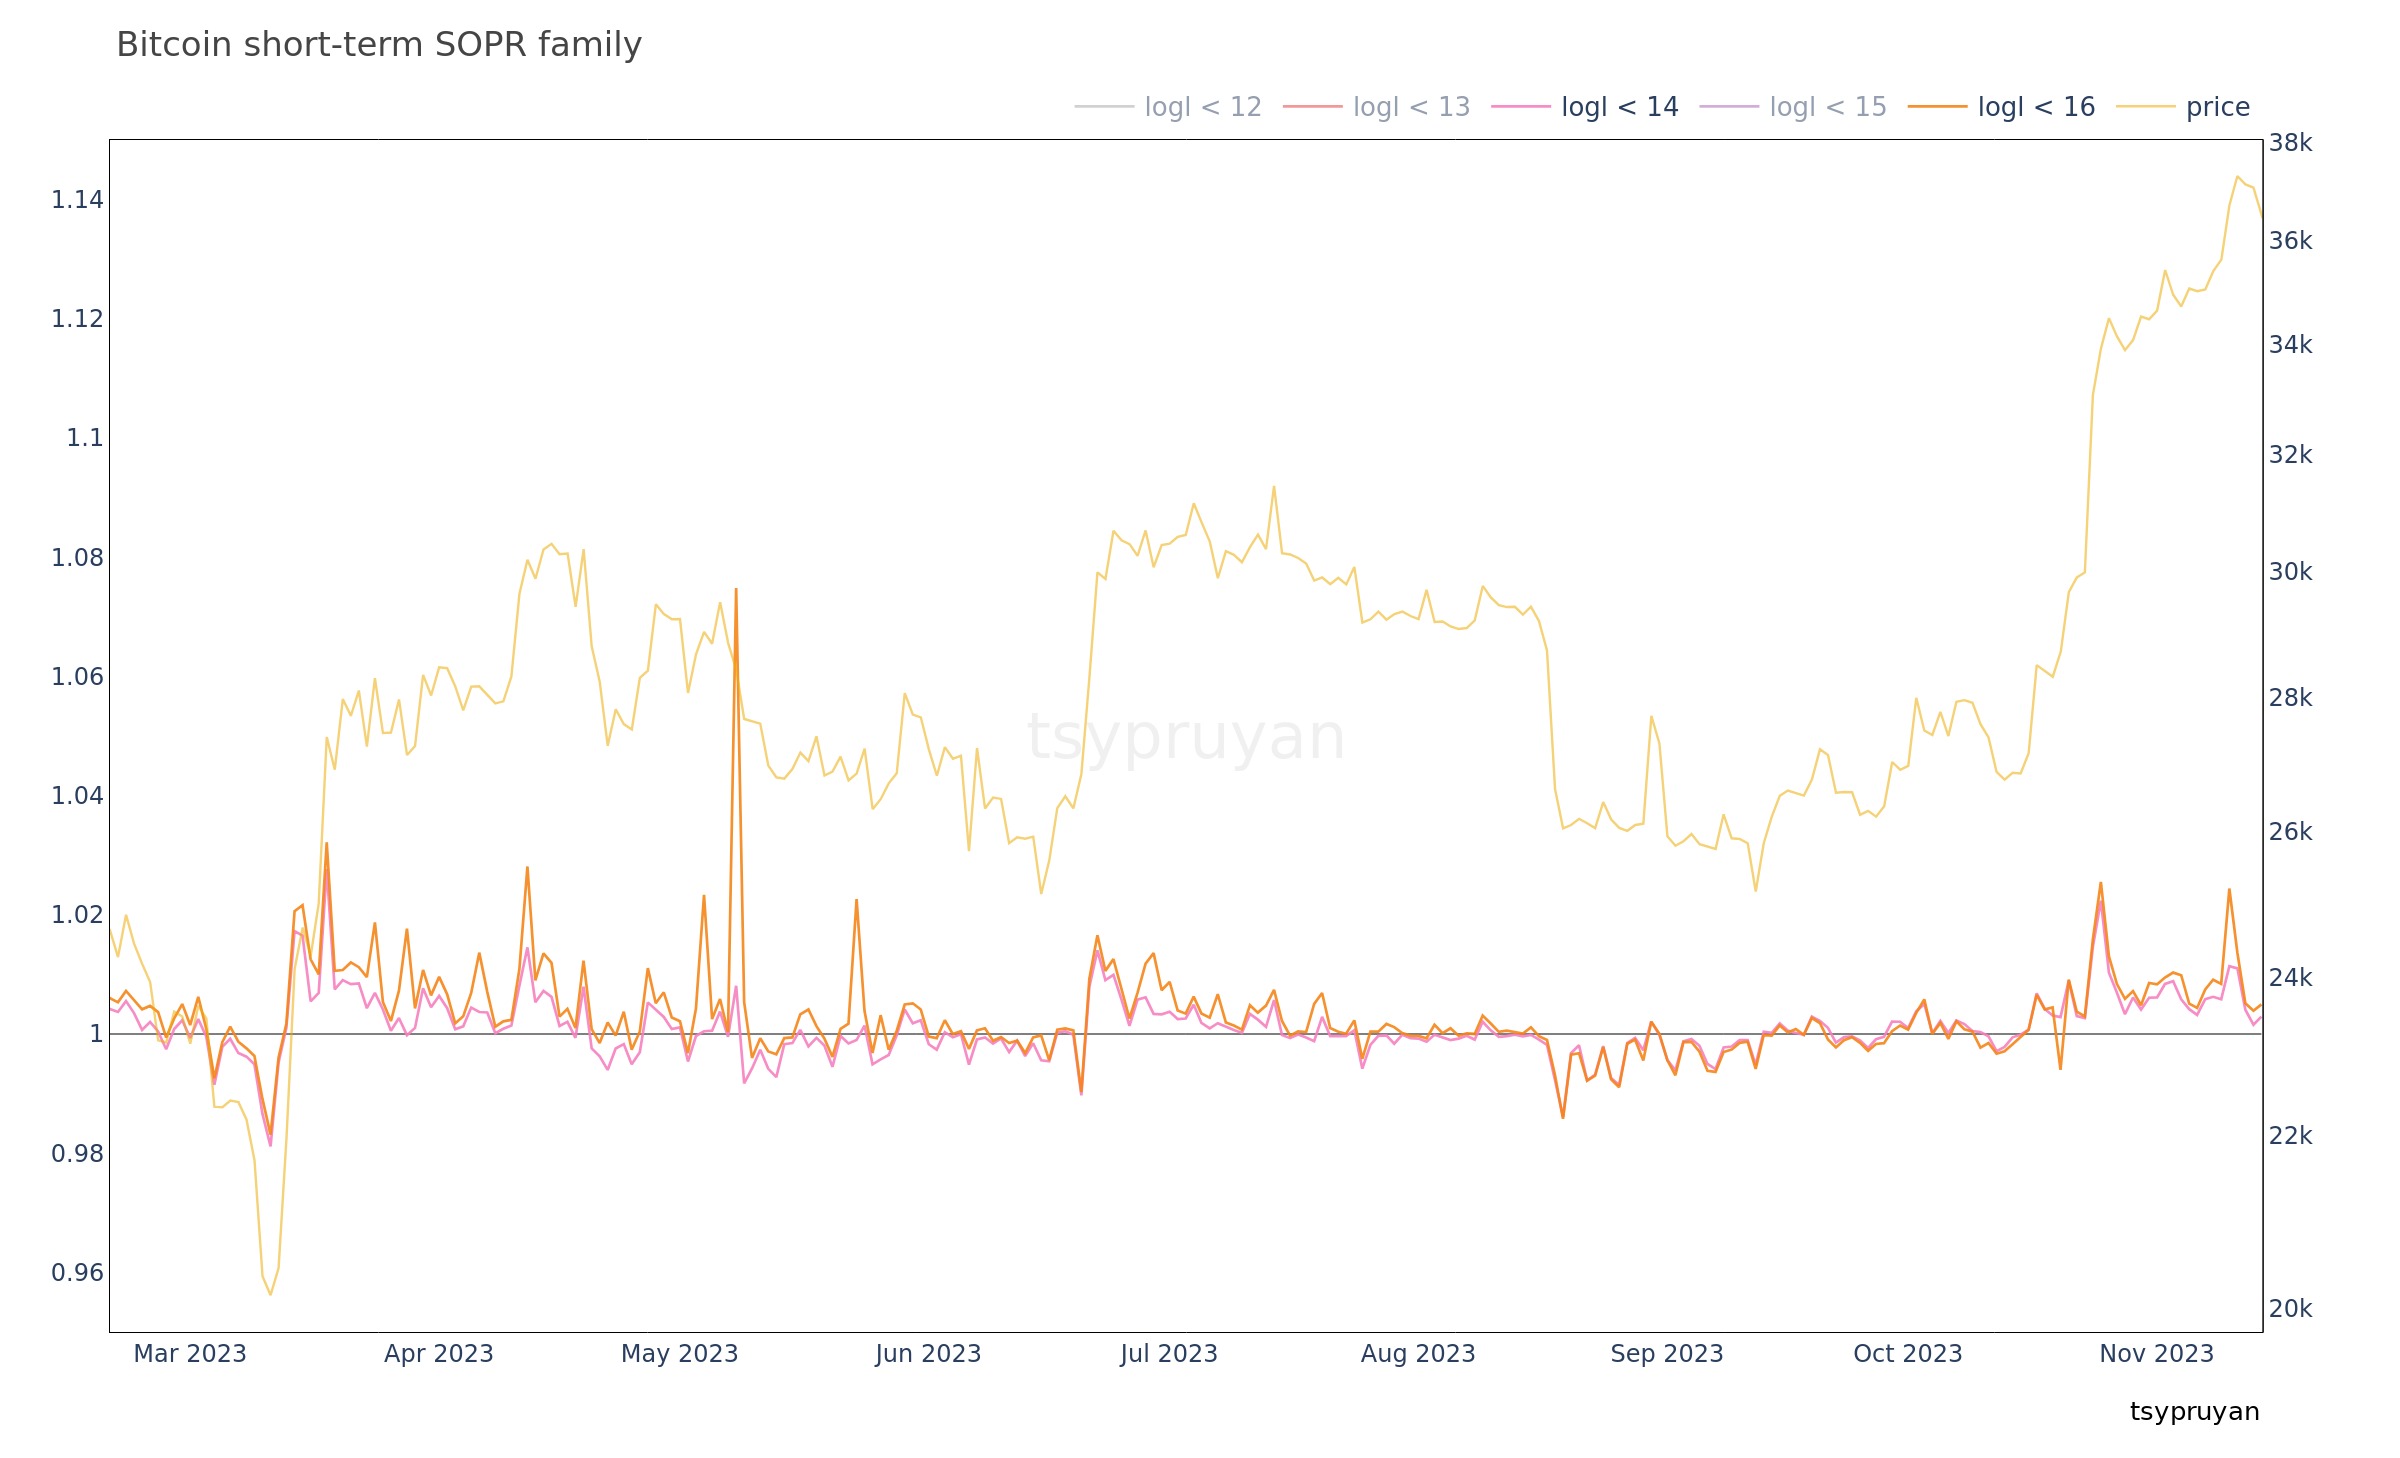 Bitcoin short-term SOPR family
logl < 12 logl < 13 logl < 14 logl < 15 logl < 16 price
1.14
1.12
1.1
1.08
1.06
1.04
1.02
1
0.98
0.96
38k
36k
34k
32k
30k
28k
26k
24k
22k
20k
tsypruyan
Mar 2023 Apr 2023 May 2023 Jun 2023 Jul 2023 Aug 2023 Sep 2023 Oct 2023 Nov 2023
tsypruyan